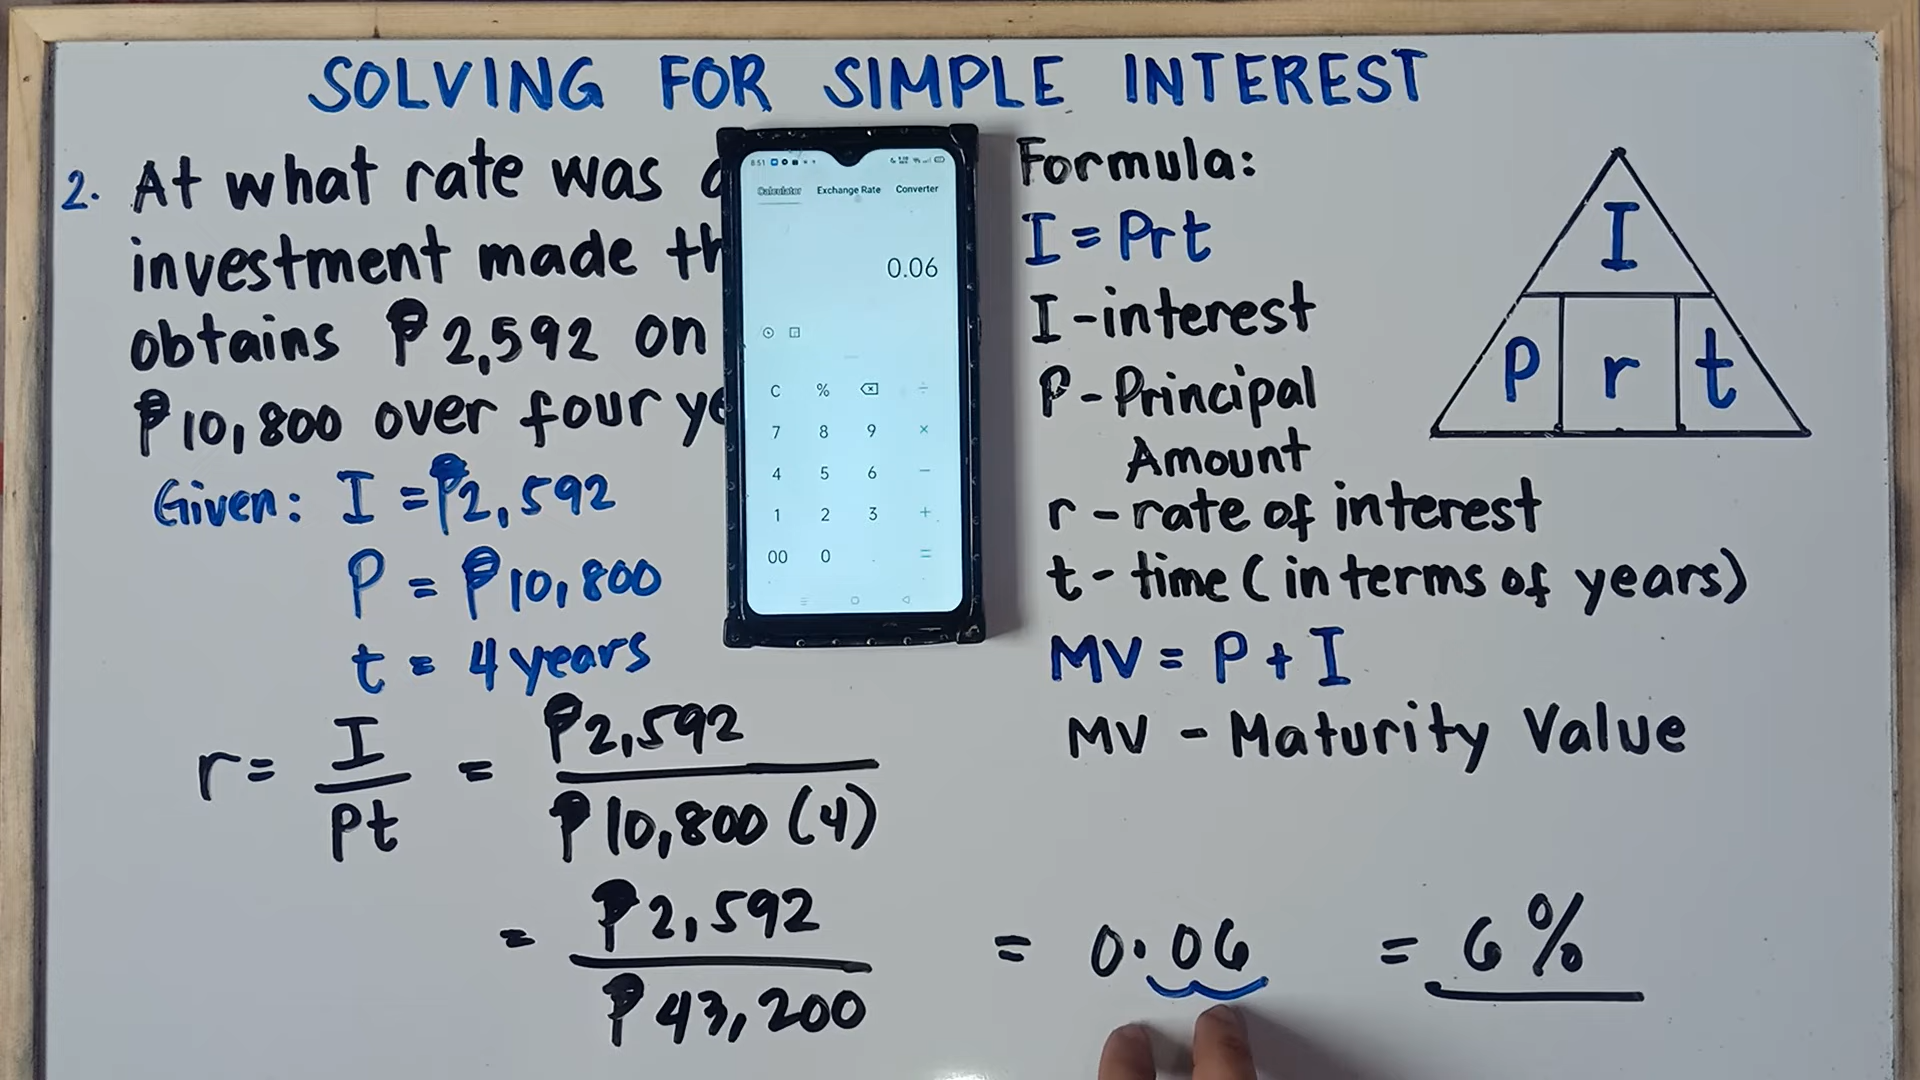 SOLVING FOR SIMPLE INTEREST
2. At what rate was
investment made
obtains ₱2,592 on
₱10,800 over four
Given: I = ₱2,592
P = ₱10,800
t = 4 years
r = I/Pt = ₱2,592/₱10,800 (4)
= ₱2,592/₱43,200 = 0.06 = 6%
8:51
Calculator Exchange Rate Converter
0.06
C % ÷
7 8 9 ×
4 5 6 −
1 2 3 +
00 0 . =
Formula:
I = Prt
I - interest
P - Principal
Amount
r - rate of interest
t - time (in terms of years)
MV = P + I
MV - Maturity Value
I
P r t